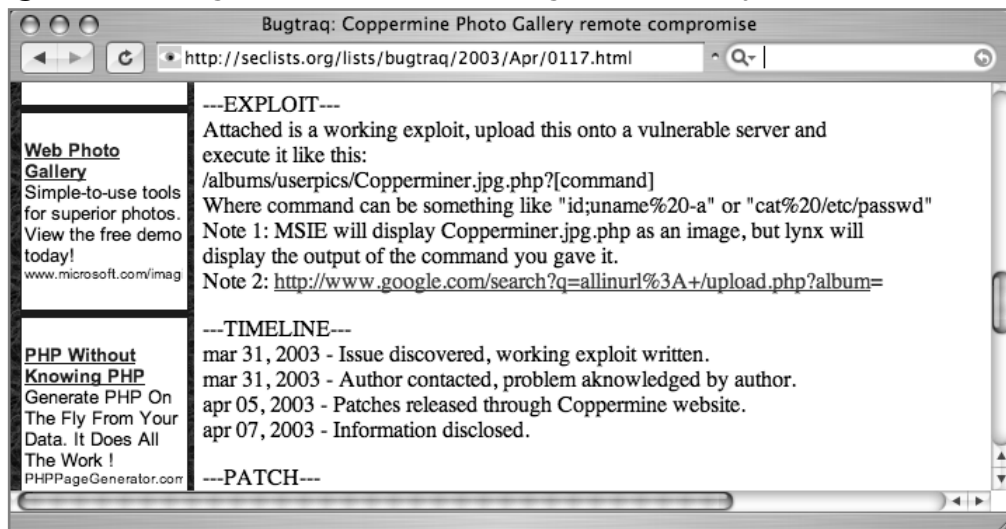 Bugtraq: Coppermine Photo Gallery remote compromise
http://seclists.org/lists/bugtraq/2003/Apr/0117.html
Web Photo
Gallery
Simple-to-use tools
for superior photos.
View the free demo
today!
www.microsoft.com/imag
PHP Without
Knowing PHP
Generate PHP On
The Fly From Your
Data. It Does All
The Work !
PHPPageGenerator.com
---EXPLOIT---
Attached is a working exploit, upload this onto a vulnerable server and
execute it like this:
/albums/userpics/Copperminer.jpg.php?[command]
Where command can be something like "id;uname%20-a" or "cat%20/etc/passwd"
Note 1: MSIE will display Copperminer.jpg.php as an image, but lynx will
display the output of the command you gave it.
Note 2: http://www.google.com/search?q=allinurl%3A+/upload.php?album=
---TIMELINE---
mar 31, 2003 - Issue discovered, working exploit written.
mar 31, 2003 - Author contacted, problem aknowledged by author.
apr 05, 2003 - Patches released through Coppermine website.
apr 07, 2003 - Information disclosed.
---PATCH---